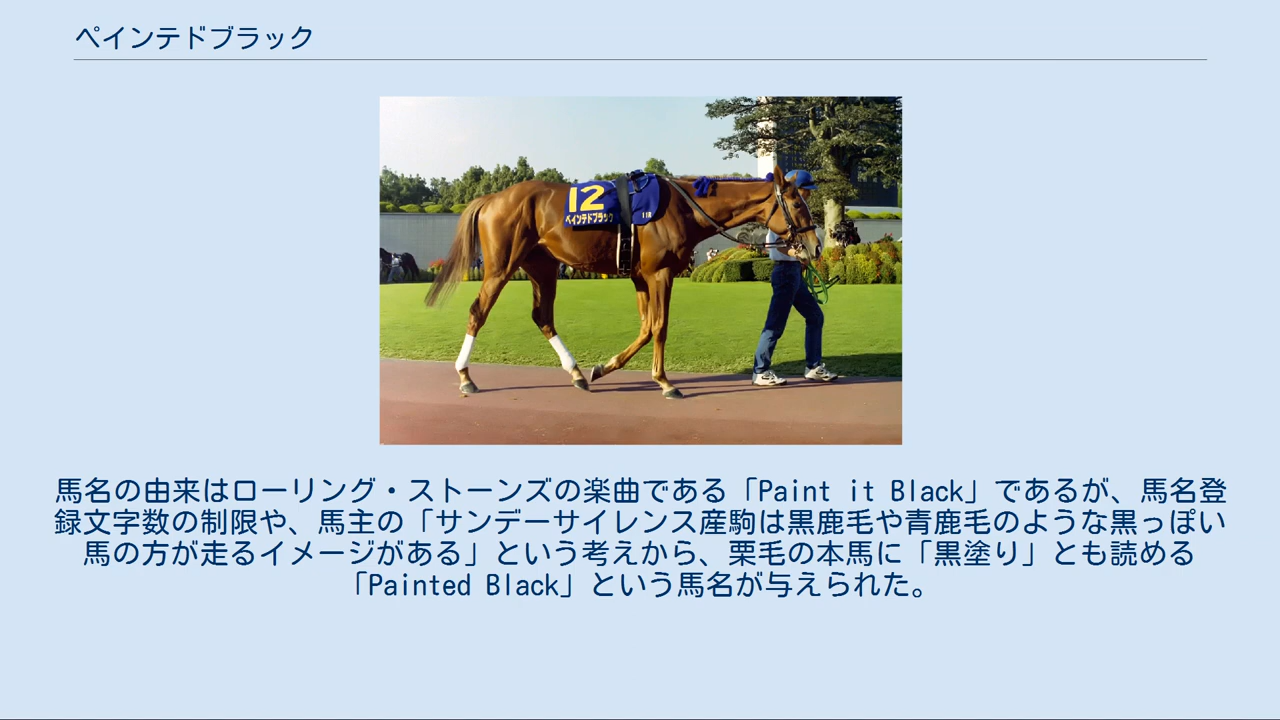 ペインテドブラック
12
ペインテドブラック
11R
馬名の由来はローリング・ストーンズの楽曲である「Paint it Black」であるが、馬名登
録文字数の制限や、馬主の「サンデーサイレンス産駒は黒鹿毛や青鹿毛のような黒っぽい
馬の方が走るイメージがある」という考えから、栗毛の本馬に「黒塗り」とも読める
「Painted Black」という馬名が与えられた。